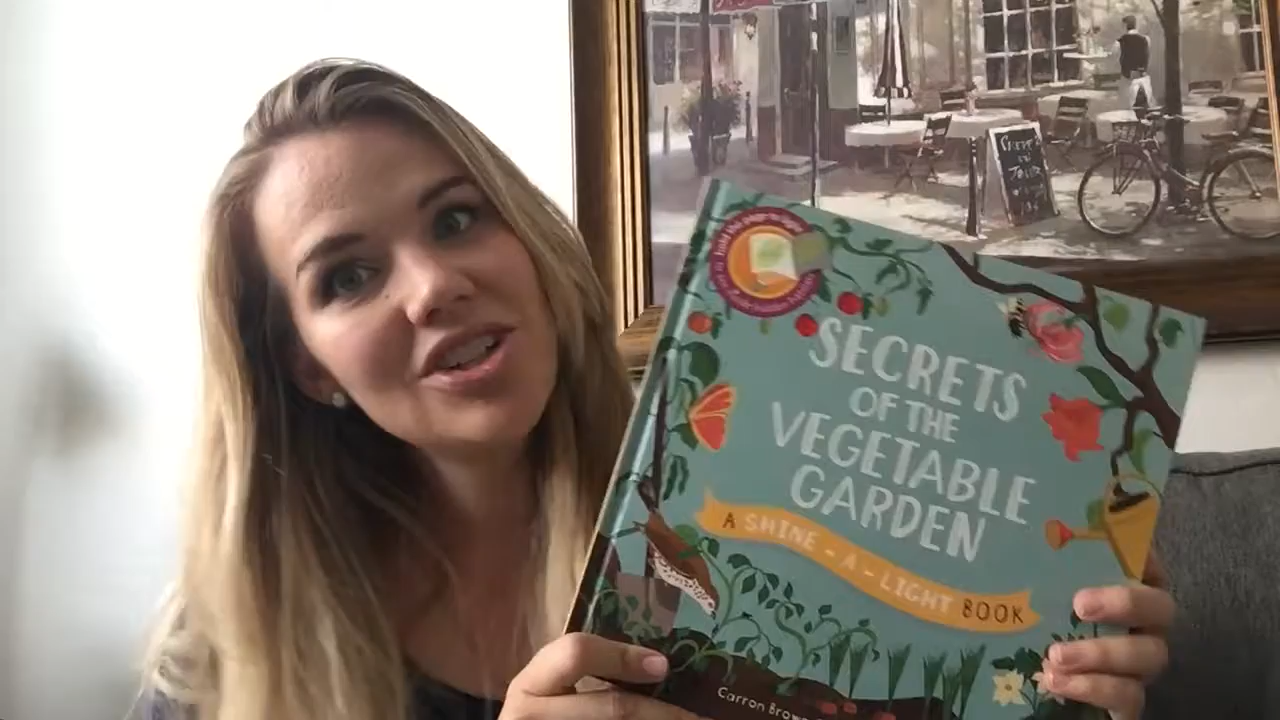 SECRETS
OF THE
VEGETABLE
GARDEN
A SHINE-A-LIGHT BOOK
Carron Brown